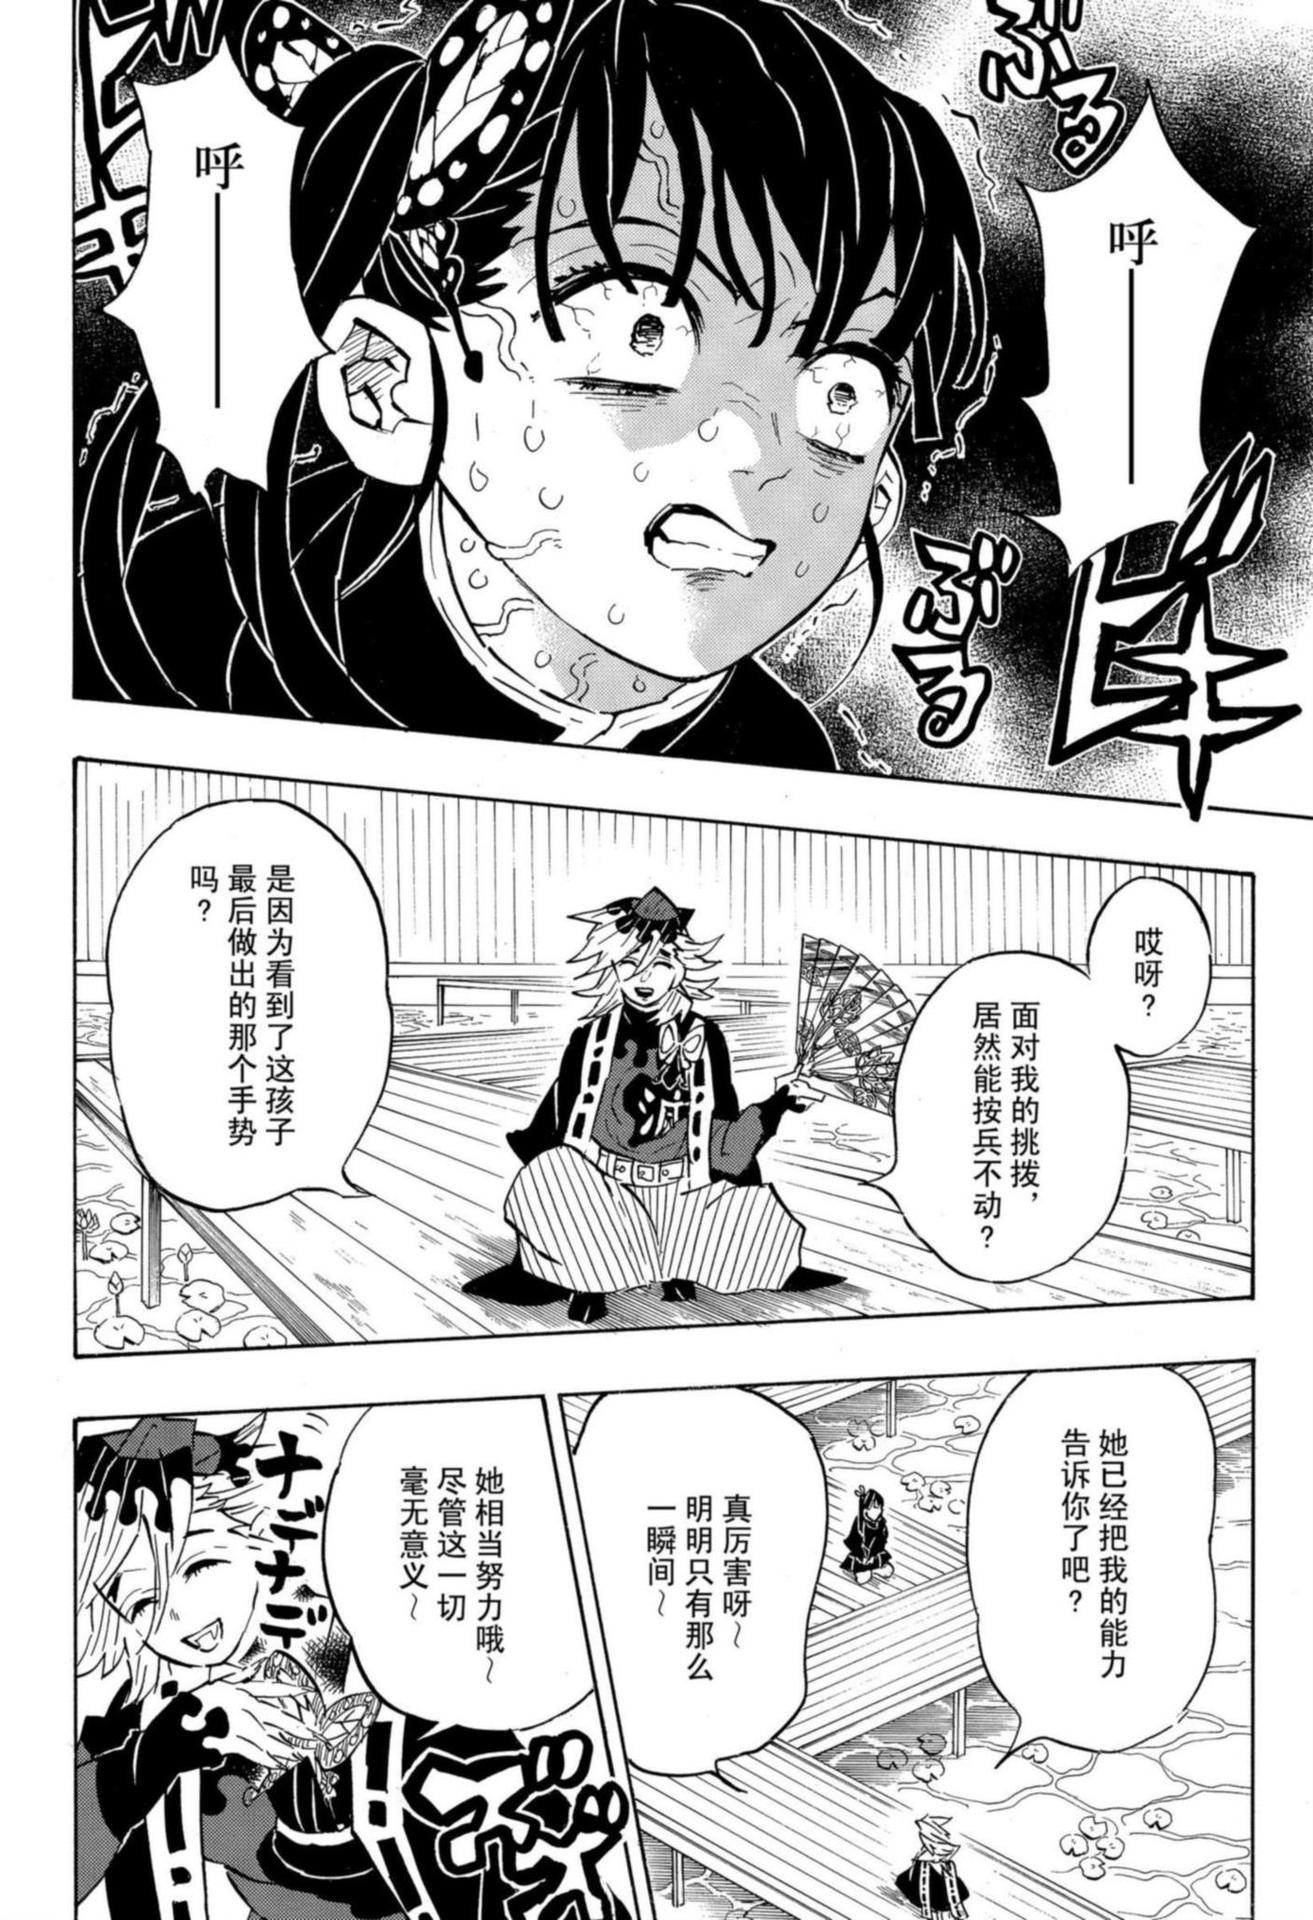 ぶるぶる
呼——
呼——
ぶるぶる
哎呀？
面对我的挑拨，
居然能按兵不动？
是因为看到了这孩子
最后做出的那个手势
吗？
她已经把我的能力
告诉你了吧？
真厉害呀～
明明只有那么
一瞬间～
她相当努力哦～
尽管这一切
毫无意义～
ナデナデ